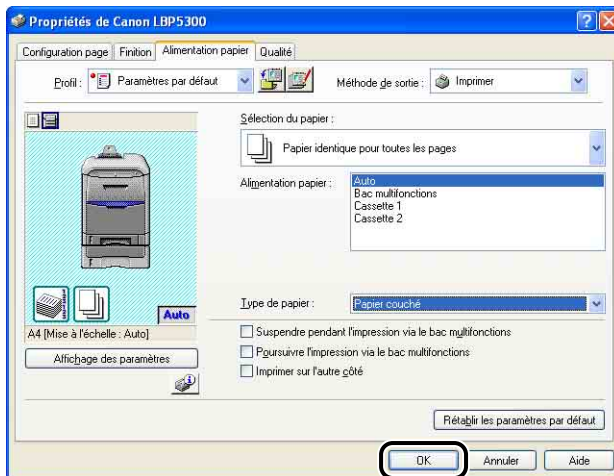 Propriétés de Canon LBP5300
Configuration page Finition Alimentation papier Qualité
Profil : Paramètres par défaut Méthode de sortie : Imprimer
Sélection du papier :
Papier identique pour toutes les pages
Alimentation papier :
Auto
Bac multifonctions
Cassette 1
Cassette 2
Auto
Type de papier : Papier couché
A4 [Mise à l'échelle : Auto]
Suspendre pendant l'impression via le bac multifonctions
Affichage des paramètres
Poursuivre l'impression via le bac multifonctions
Imprimer sur l'autre côté
Rétablir les paramètres par défaut
OK Annuler Aide